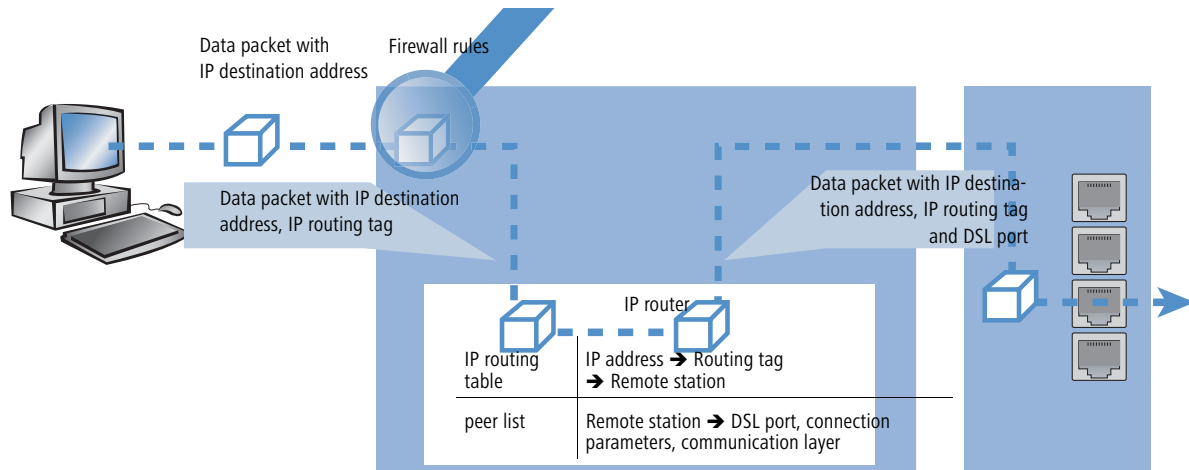 Data packet with
IP destination address
Firewall rules
Data packet with IP destination
address, IP routing tag
Data packet with IP destina-
tion address, IP routing tag
and DSL port
IP router
IP routing
table
IP address ➔ Routing tag
➔ Remote station
peer list
Remote station ➔ DSL port, connection
parameters, communication layer